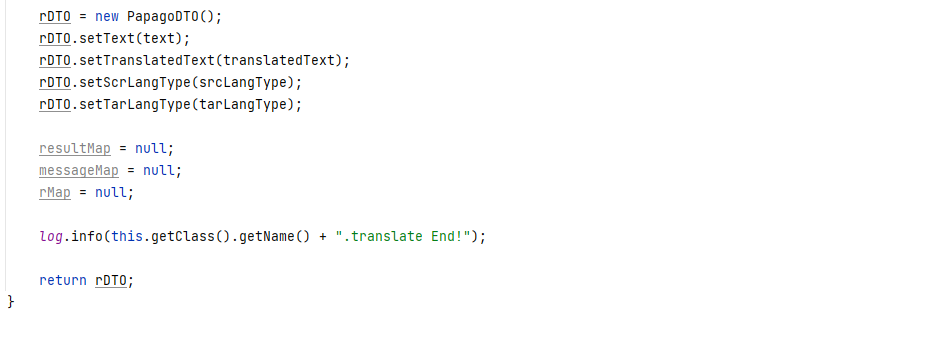 rDTO = new PapagoDTO();
rDTO.setText(text);
rDTO.setTranslatedText(translatedText);
rDTO.setScrLangType(srcLangType);
rDTO.setTarLangType(tarLangType);
resultMap = null;
messageMap = null;
rMap = null;
log.info(this.getClass().getName() + ".translate End!");
return rDTO;
}